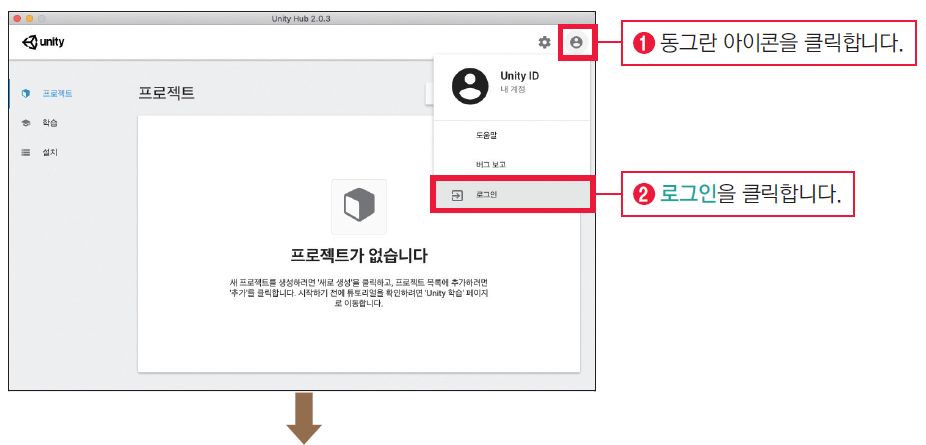 Unity Hub 2.0.3
unity
❶ 동그란 아이콘을 클릭합니다.
Unity ID
내 계정
프로젝트
프로젝트
학습
도움말
설치
버그 보고
로그인
❷ 로그인을 클릭합니다.
프로젝트가 없습니다
새 프로젝트를 생성하려면 '새로 생성'을 클릭하고, 프로젝트 목록에 추가하려면
'추가'를 클릭합니다. 시작하기 전에 튜토리얼을 확인하려면 'Unity 학습' 페이지
로 이동합니다.